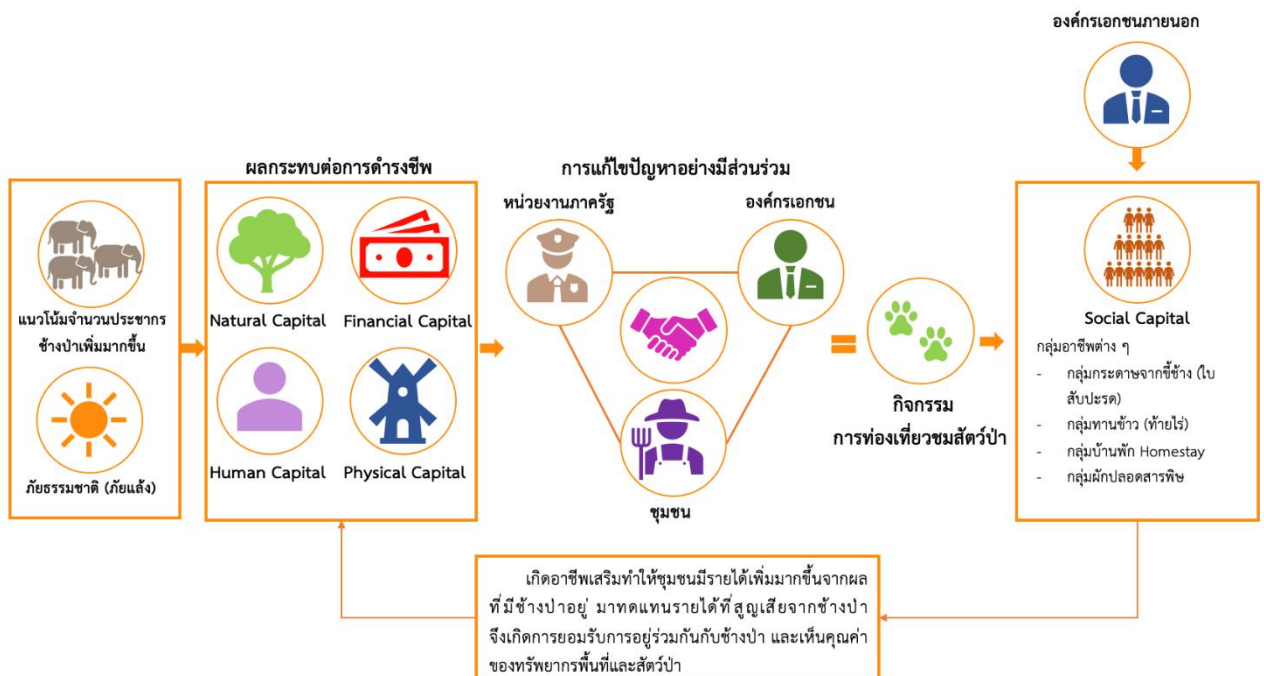 องค์กรเอกชนภายนอก
ผลกระทบต่อการดำรงชีพ
การแก้ไขปัญหาอย่างมีส่วนร่วม
หน่วยงานภาครัฐ
องค์กรเอกชน
แนวโน้มจำนวนประชากร
ช้างป่าเพิ่มมากขึ้น
ภัยธรรมชาติ (ภัยแล้ง)
Natural Capital
Financial Capital
Human Capital
Physical Capital
ชุมชน
กิจกรรม
การท่องเที่ยวชมสัตว์ป่า
Social Capital
กลุ่มอาชีพต่าง ๆ
- กลุ่มกระดาษจากขี้ช้าง (ใบ
สับปะรด)
- กลุ่มทานข้าว (ท้ายไร่)
- กลุ่มบ้านพัก Homestay
- กลุ่มผักปลอดสารพิษ
เกิดอาชีพเสริมทำให้ชุมชนมีรายได้เพิ่มมากขึ้นจากผล
ที่มีช้างป่าอยู่ มาทดแทนรายได้ที่สูญเสียจากช้างป่า
จึงเกิดการยอมรับการอยู่ร่วมกันกับช้างป่า และเห็นคุณค่า
ของทรัพยากรพื้นที่และสัตว์ป่า